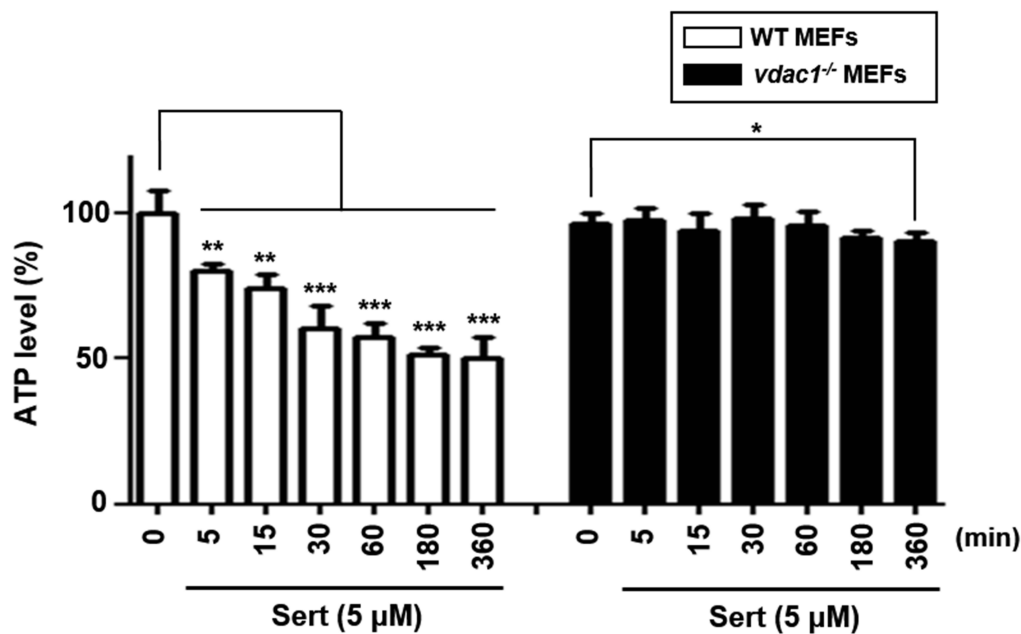 WT MEFs
vdac1-/- MEFs
*
ATP level (%)
100
50
0
** ** *** *** *** ***
0 5 15 30 60 180 360 0 5 15 30 60 180 360 (min)
Sert (5 µM) Sert (5 µM)